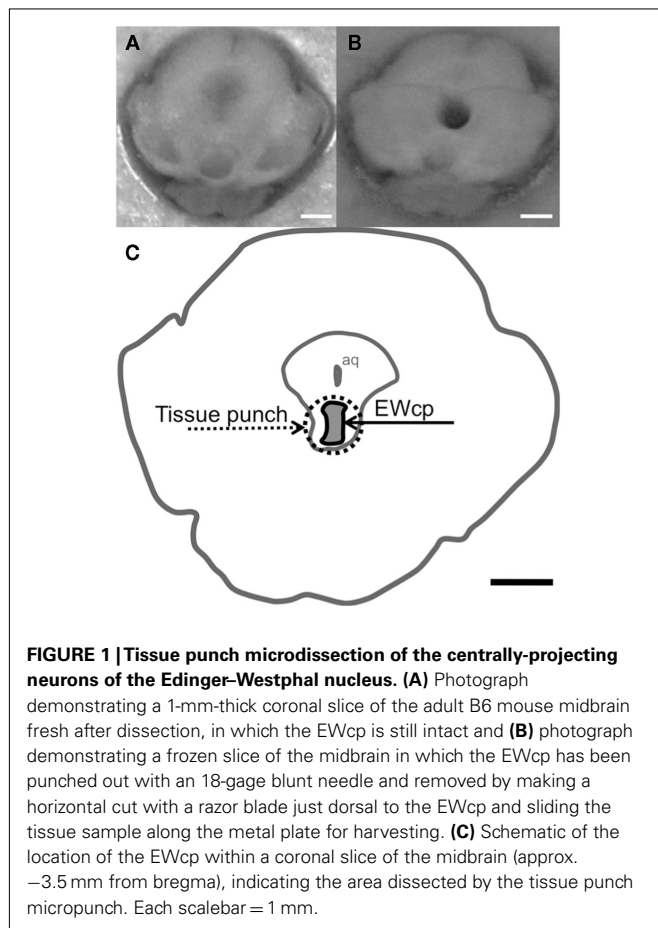 A
B
C
aq
Tissue punch
EWcp
FIGURE 1 | Tissue punch microdissection of the centrally-projecting
neurons of the Edinger–Westphal nucleus. (A) Photograph
demonstrating a 1-mm-thick coronal slice of the adult B6 mouse midbrain
fresh after dissection, in which the EWcp is still intact and (B) photograph
demonstrating a frozen slice of the midbrain in which the EWcp has been
punched out with an 18-gage blunt needle and removed by making a
horizontal cut with a razor blade just dorsal to the EWcp and sliding the
tissue sample along the metal plate for harvesting. (C) Schematic of the
location of the EWcp within a coronal slice of the midbrain (approx.
−3.5 mm from bregma), indicating the area dissected by the tissue punch
micropunch. Each scalebar = 1 mm.